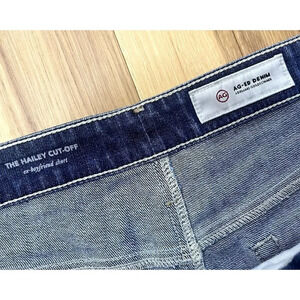 THE HAILEY CUT-OFF
ex-boyfriend short
AG
AG-ED DENIM